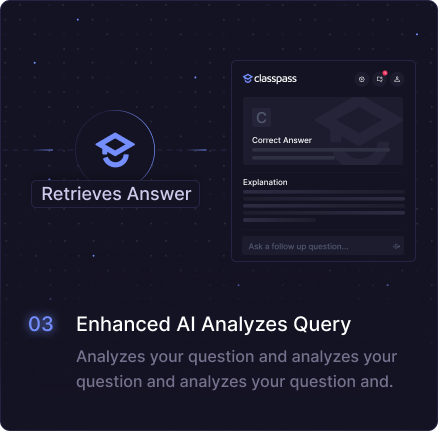 classpass
C
Correct Answer
Retrieves Answer
Explanation
Ask a follow up question...
03
Enhanced AI Analyzes Query
Analyzes your question and analyzes your
question and analyzes your question and.